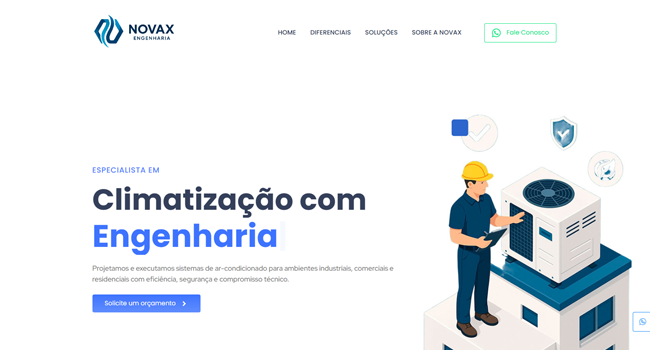 NOVAX
ENGENHARIA
HOME
DIFERENCIAIS
SOLUÇÕES
SOBRE A NOVAX
Fale Conosco
ESPECIALISTA EM
Climatização com
Engenharia
Projetamos e executamos sistemas de ar-condicionado para ambientes industriais, comerciais e
residenciais com eficiência, segurança e compromisso técnico.
Solicite um orçamento